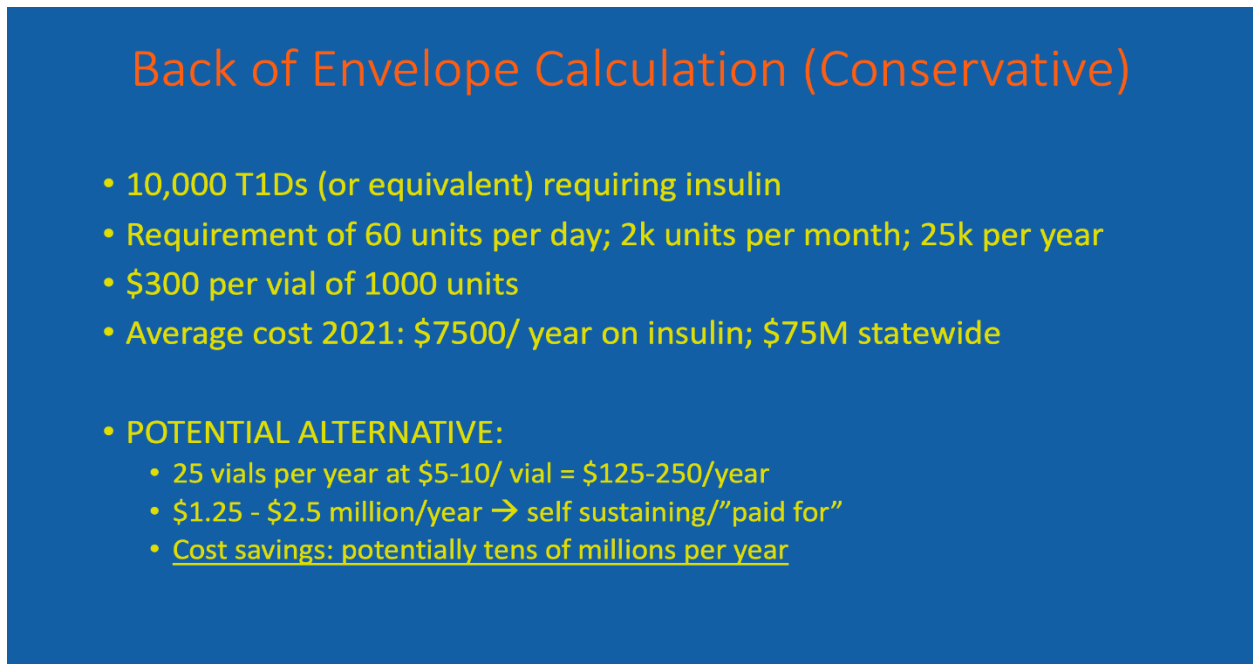 Back of Envelope Calculation (Conservative)
• 10,000 T1Ds (or equivalent) requiring insulin
• Requirement of 60 units per day; 2k units per month; 25k per year
• $300 per vial of 1000 units
• Average cost 2021: $7500/ year on insulin; $75M statewide
• POTENTIAL ALTERNATIVE:
• 25 vials per year at $5-10/ vial = $125-250/year
• $1.25 - $2.5 million/year → self sustaining/”paid for”
• Cost savings: potentially tens of millions per year